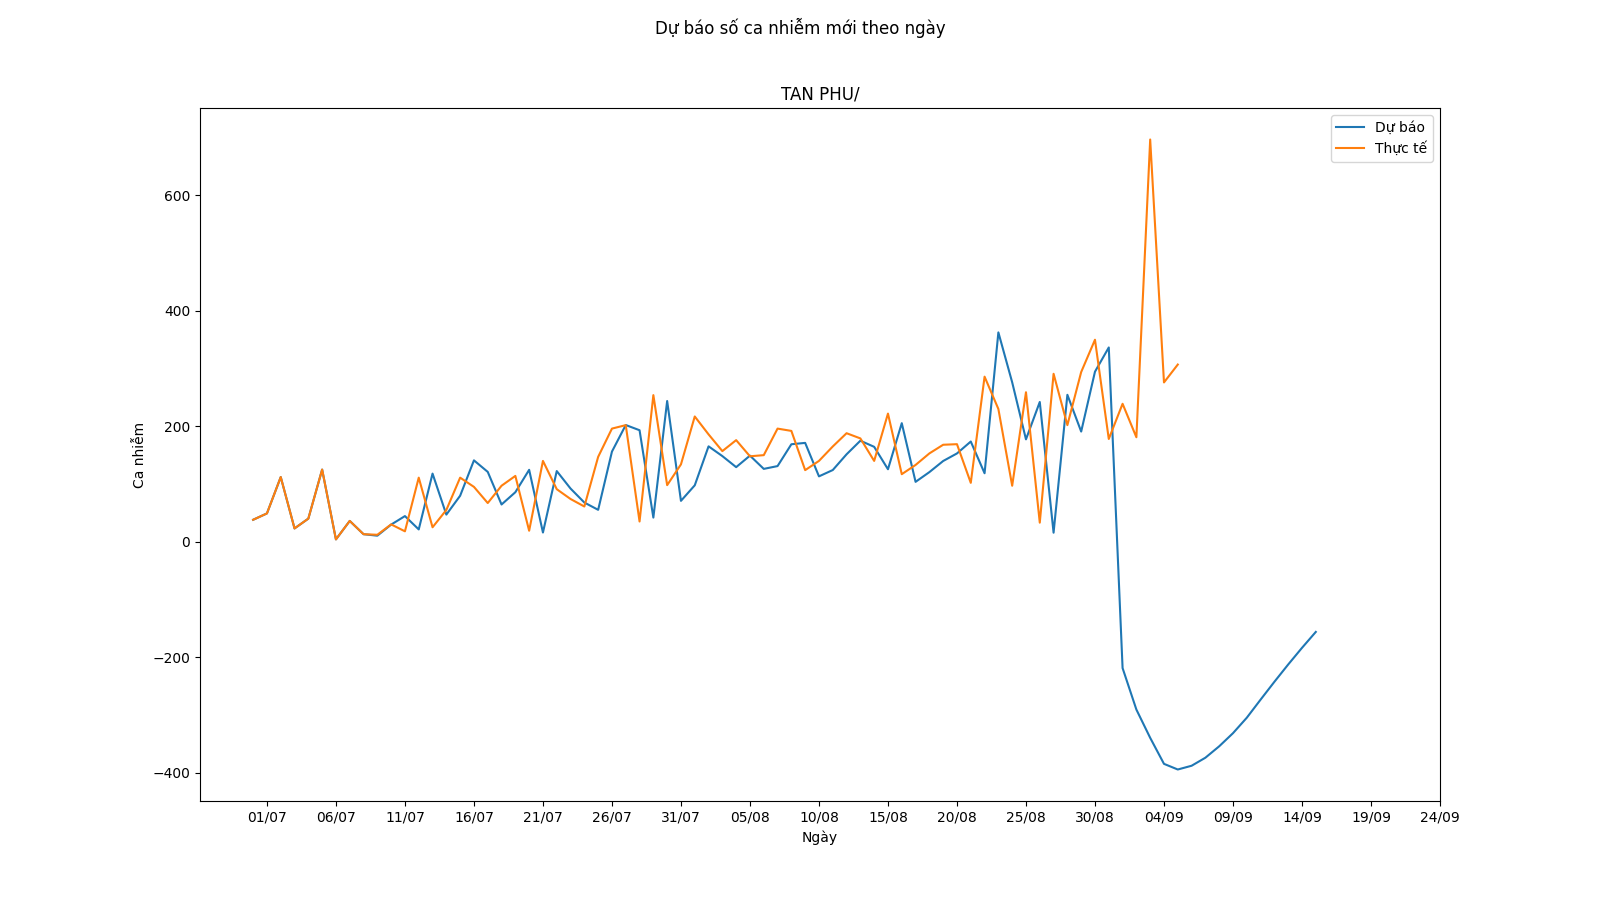 Dự báo số ca nhiễm mới theo ngày
TAN PHU/
Dự báo
Thực tế
600
400
200
0
−200
−400
Ca nhiễm
01/07 06/07 11/07 16/07 21/07 26/07 31/07 05/08 10/08 15/08 20/08 25/08 30/08 04/09 09/09 14/09 19/09 24/09
Ngày